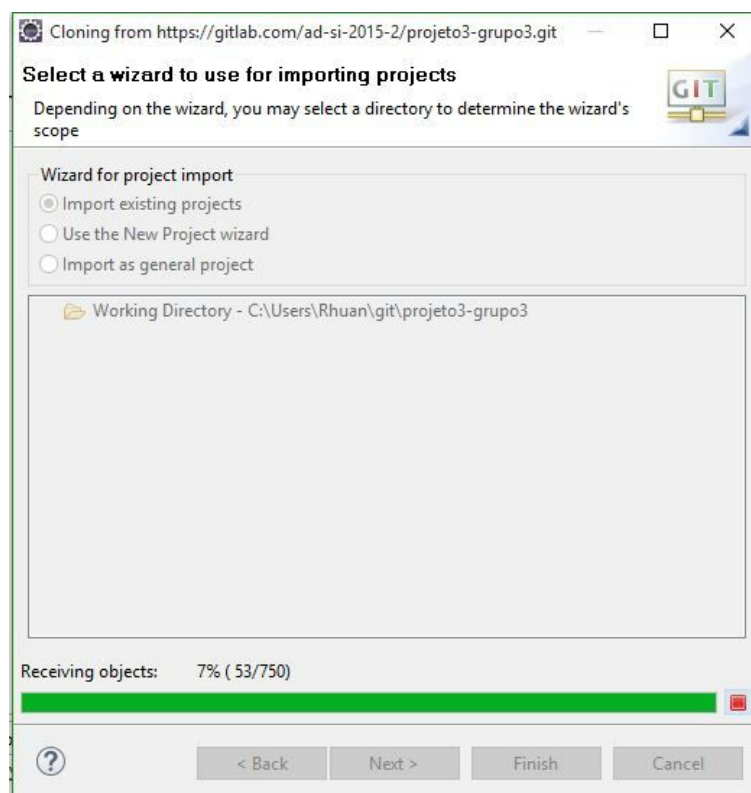 Cloning from https://gitlab.com/ad-si-2015-2/projeto3-grupo3.git
Select a wizard to use for importing projects
Depending on the wizard, you may select a directory to determine the wizard's
scope
GIT
Wizard for project import
Import existing projects
Use the New Project wizard
Import as general project
Working Directory - C:\Users\Rhuan\git\projeto3-grupo3
Receiving objects: 7% ( 53/750)
?
< Back Next > Finish Cancel